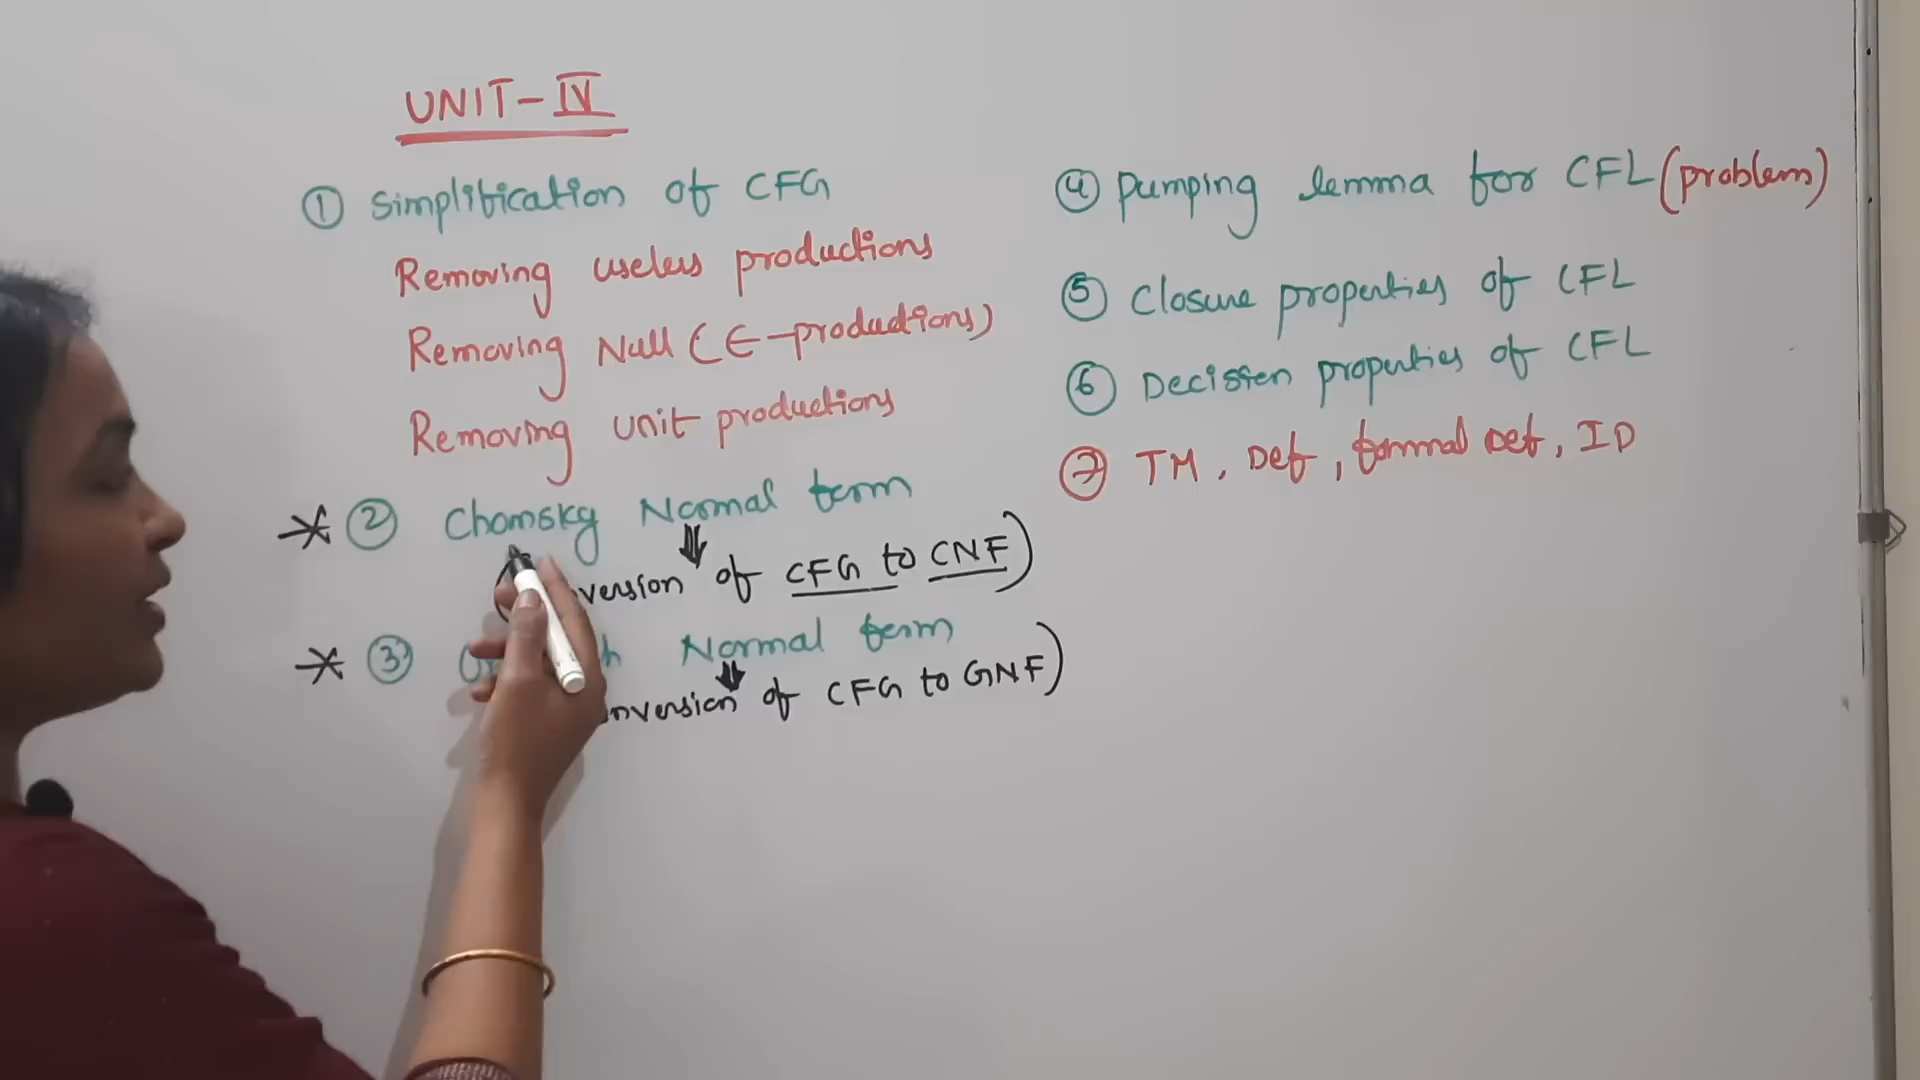 UNIT-IV
① Simplification of CFG
Removing useless productions
Removing Null (ε-productions)
Removing unit productions
② Chomsky Normal form
version of CFG to CNF)
③ Normal form
nversion of CFG to GNF)
④ pumping lemma for CFL (problem)
⑤ closure properties of CFL
⑥ Decision properties of CFL
⑦ TM, Def, formal Def, ID